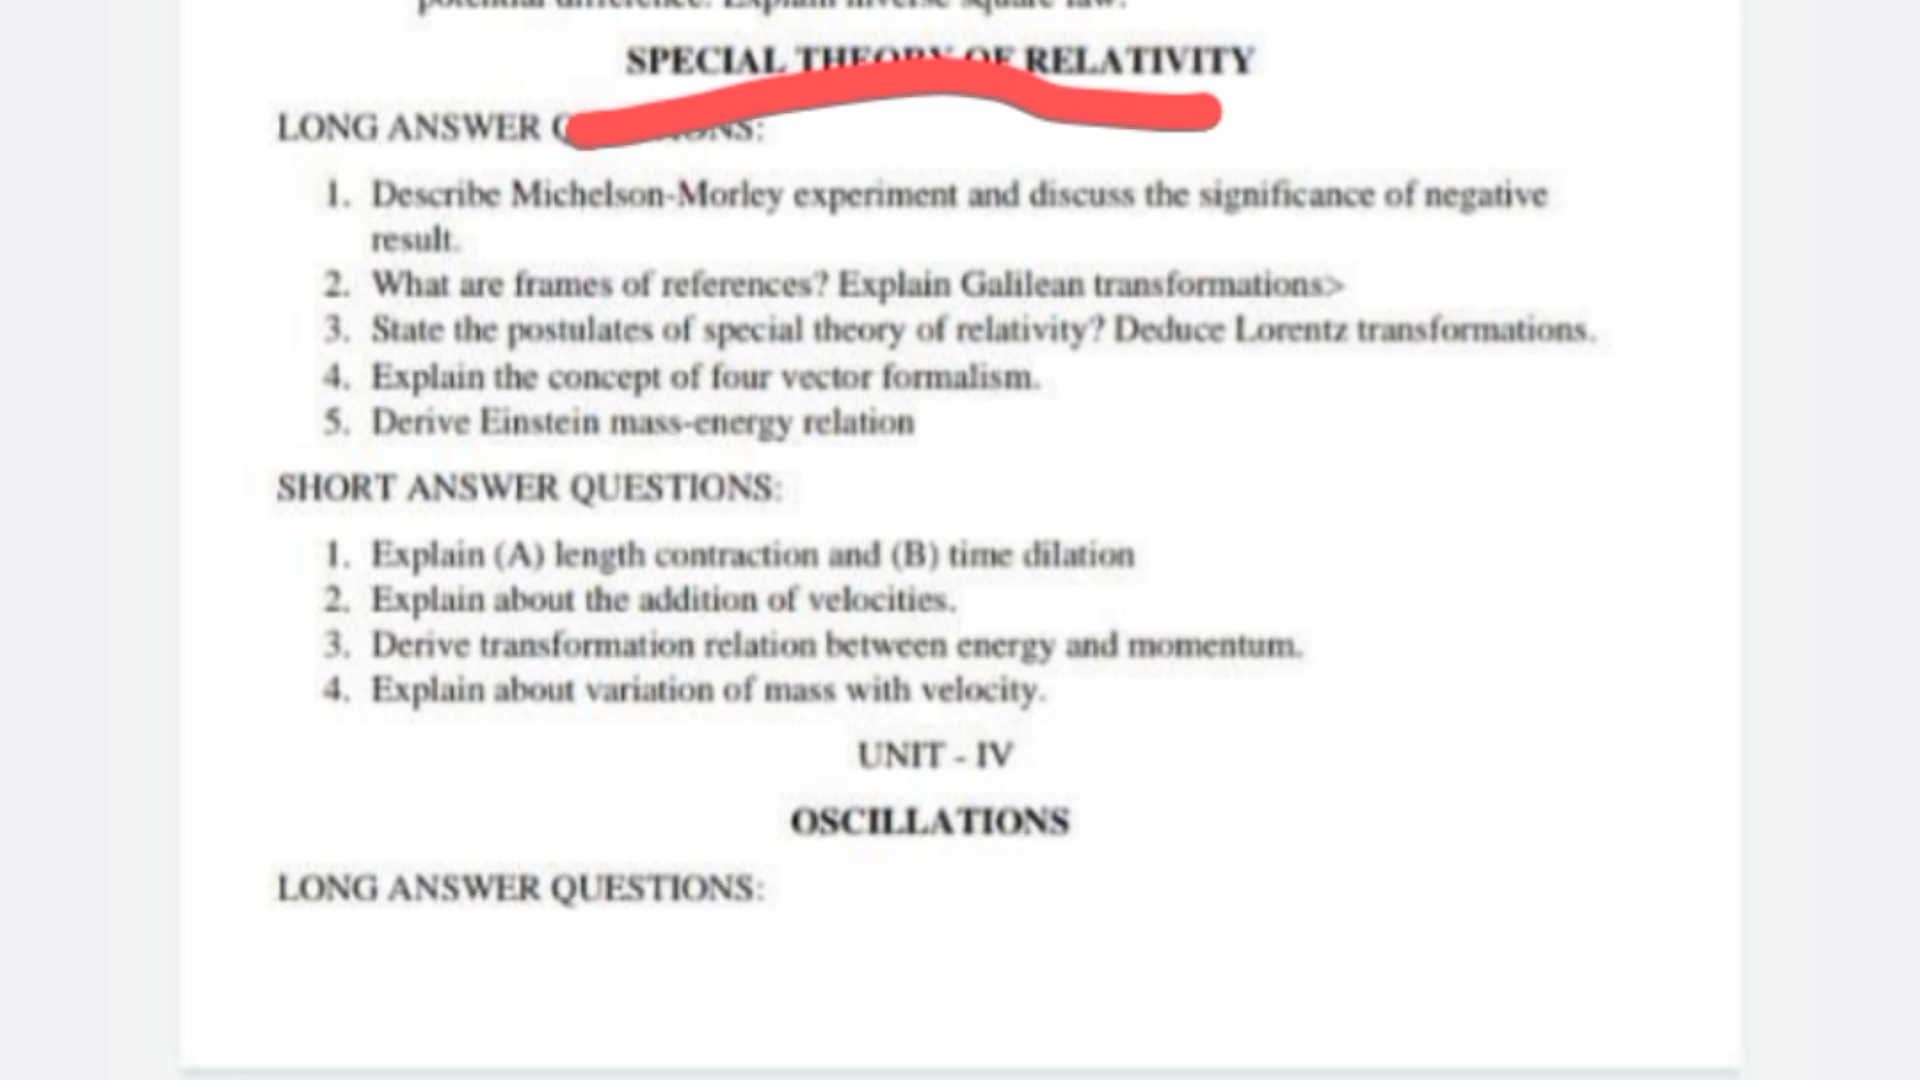 SPECIAL THEORY OF RELATIVITY
LONG ANSWER
1. Describe Michelson-Morley experiment and discuss the significance of negative
result.
2. What are frames of references? Explain Galilean transformations>
3. State the postulates of special theory of relativity? Deduce Lorentz transformations.
4. Explain the concept of four vector formalism.
5. Derive Einstein mass-energy relation
SHORT ANSWER QUESTIONS:
1. Explain (A) length contraction and (B) time dilation
2. Explain about the addition of velocities.
3. Derive transformation relation between energy and momentum.
4. Explain about variation of mass with velocity.
UNIT - IV
OSCILLATIONS
LONG ANSWER QUESTIONS: